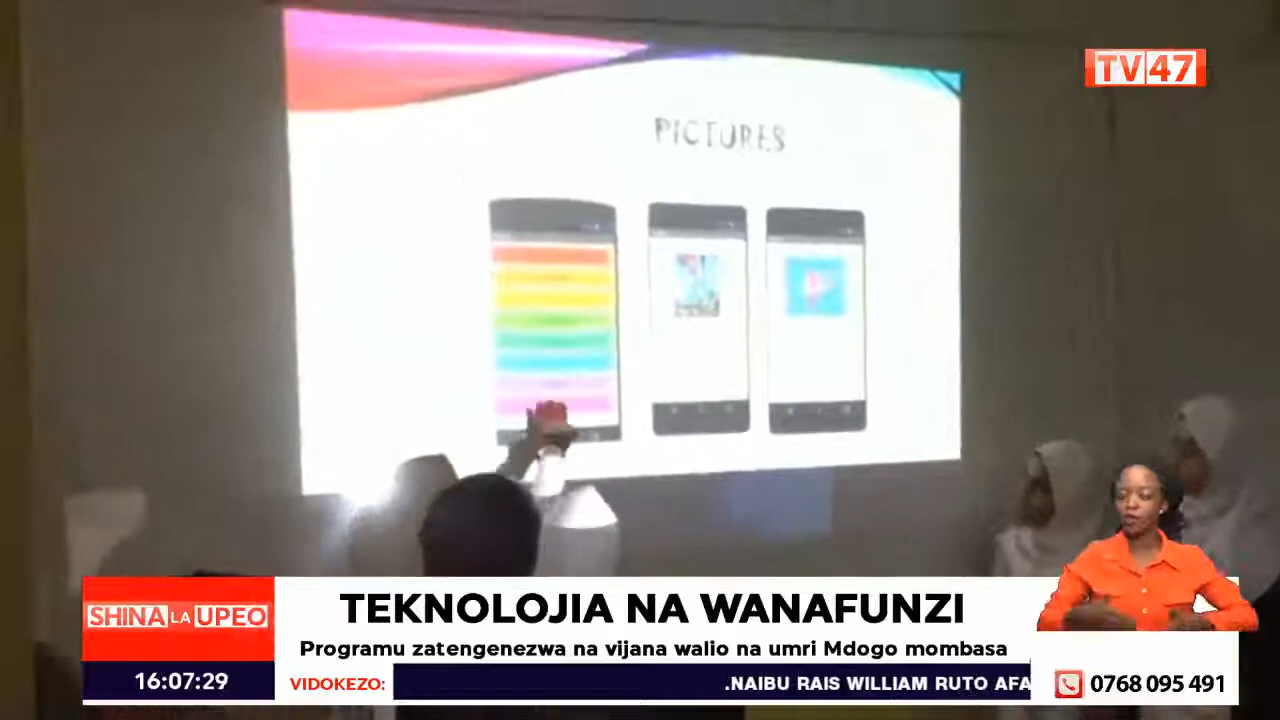 TV47
PICTURES
SHINA LA UPEO
TEKNOLOJIA NA WANAFUNZI
Programu zatengenezwa na vijana walio na umri Mdogo mombasa
16:07:29
VIDOKEZO:
.NAIBU RAIS WILLIAM RUTO AFA
0768 095 491